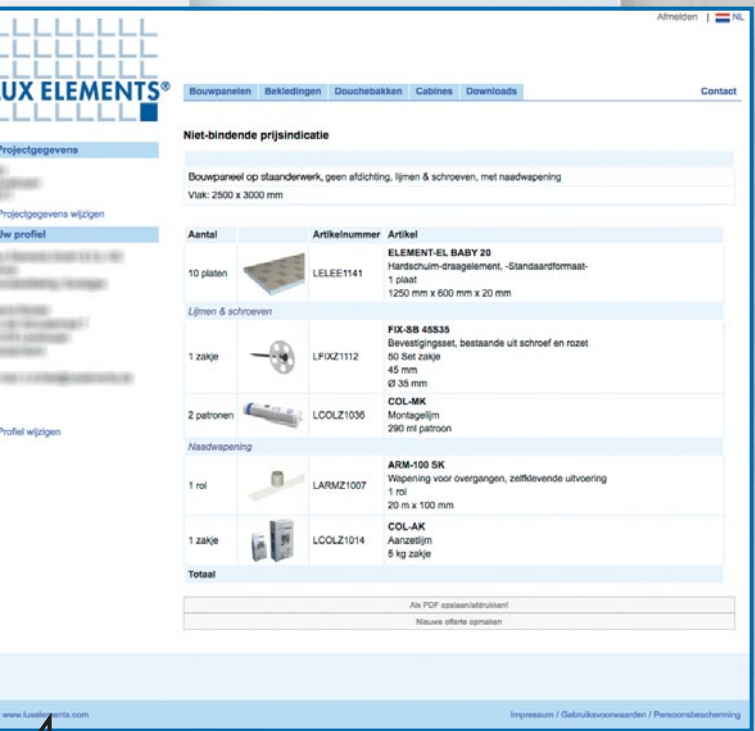 Afmelden | NL
LUX ELEMENTS®
Bouwpanelen Bekledingen Douchebakken Cabines Downloads Contact
Projectgegevens
Projectgegevens wijzigen
Uw profiel
Profiel wijzigen
Niet-bindende prijsindicatie
Bouwpaneel op staanderwerk, geen afdichting, lijmen & schroeven, met naadwapening
Vlak: 2500 x 3000 mm
Aantal Artikelnummer Artikel
10 platen LELEE1141 ELEMENT-EL BABY 20
Hardschuim-draagelement, -Standaardformaat-
1 plaat
1250 mm x 600 mm x 20 mm
Lijmen & schroeven
1 zakje LFIXZ1112 FIX-SB 45S35
Bevestigingsset, bestaande uit schroef en rozet
50 Set zakje
45 mm
Ø 35 mm
2 patronen LCOLZ1036 COL-MK
Montagelijm
290 ml patroon
Naadwapening
1 rol LARMZ1007 ARM-100 SK
Wapening voor overgangen, zelfklevende uitvoering
1 rol
20 m x 100 mm
1 zakje LCOLZ1014 COL-AK
Aanzetlijm
5 kg zakje
Totaal
Als PDF opslaan/afdrukken!
Nieuwe offerte opmaken
www.luxelements.com Impressum / Gebruiksvoorwaarden / Persoonsbescherming